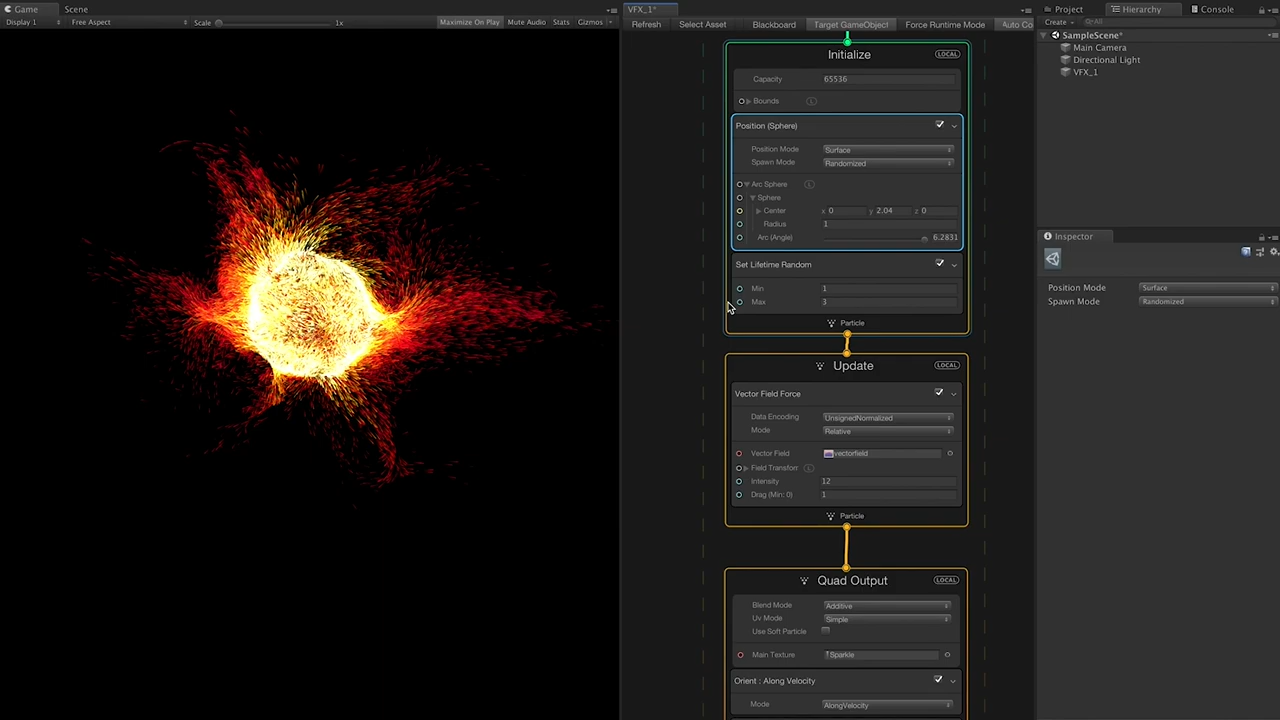 Game
Scene
Display 1
Free Aspect
Scale
1x
Maximize On Play
Mute Audio
Stats
Gizmos
VFX_1*
Refresh
Select Asset
Blackboard
Target GameObject
Force Runtime Mode
Auto Co
Initialize
LOCAL
Capacity 65536
Bounds L
Position (Sphere)
Position Mode Surface
Spawn Mode Randomized
Arc Sphere L
Sphere
Center x 0 y 2.04 z 0
Radius 1
Arc (Angle) 6.2831
Set Lifetime Random
Min 1
Max 3
Particle
Update
LOCAL
Vector Field Force
Data Encoding UnsignedNormalized
Mode Relative
Vector Field vectorfield
Field Transforn L
Intensity 12
Drag (Min: 0) 1
Particle
Quad Output
LOCAL
Blend Mode Additive
Uv Mode Simple
Use Soft Particle
Main Texture Sparkle
Orient : Along Velocity
Mode AlongVelocity
Project
Hierarchy
Console
Create
All
SampleScene*
Main Camera
Directional Light
VFX_1
Inspector
Position Mode Surface
Spawn Mode Randomized